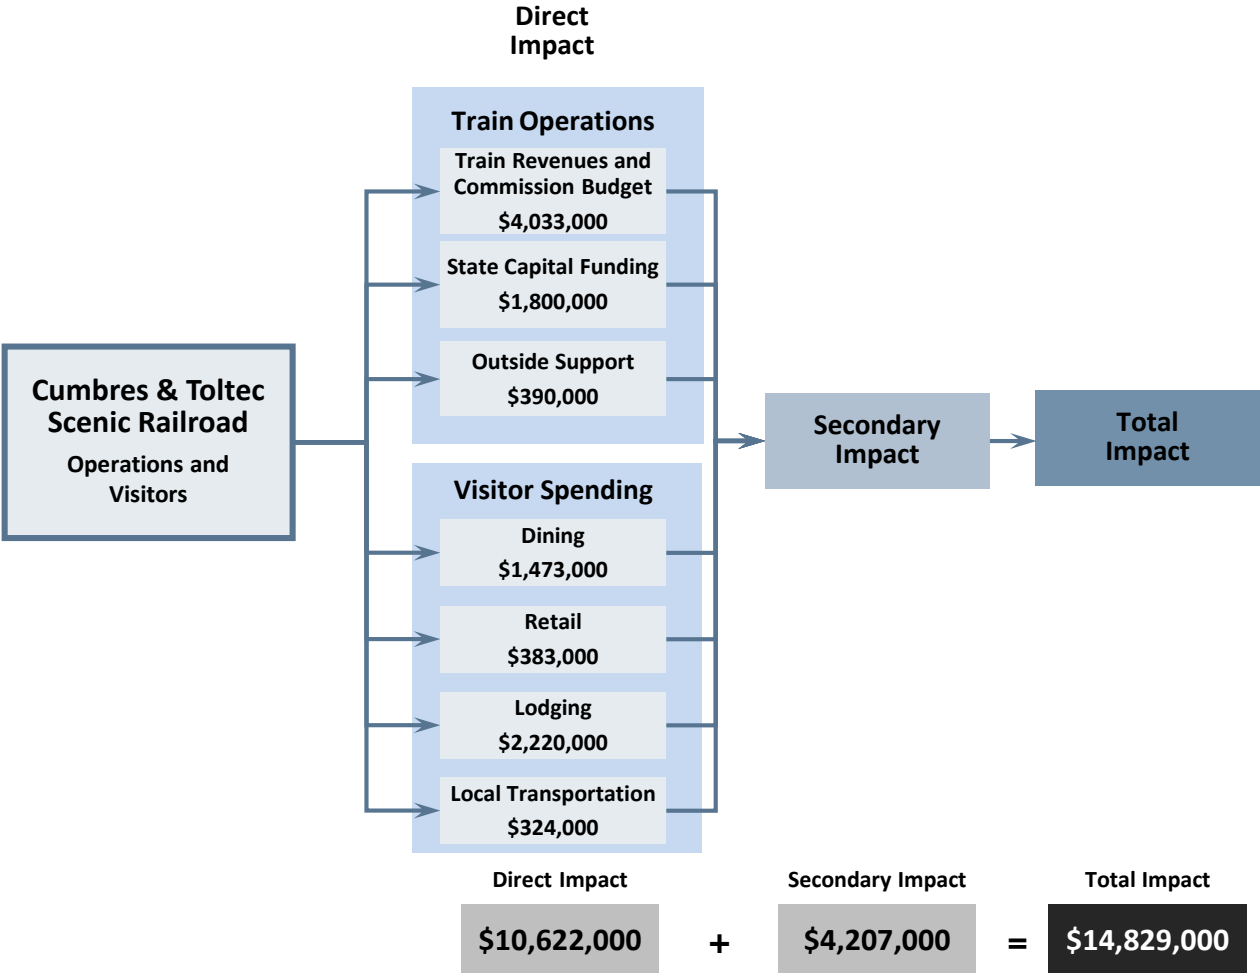 Direct
Impact
Train Operations
Train Revenues and
Commission Budget
$4,033,000
State Capital Funding
$1,800,000
Outside Support
$390,000
Cumbres & Toltec
Scenic Railroad
Operations and
Visitors
Secondary
Impact
Total
Impact
Visitor Spending
Dining
$1,473,000
Retail
$383,000
Lodging
$2,220,000
Local Transportation
$324,000
Direct Impact
Secondary Impact
Total Impact
$10,622,000 + $4,207,000 = $14,829,000